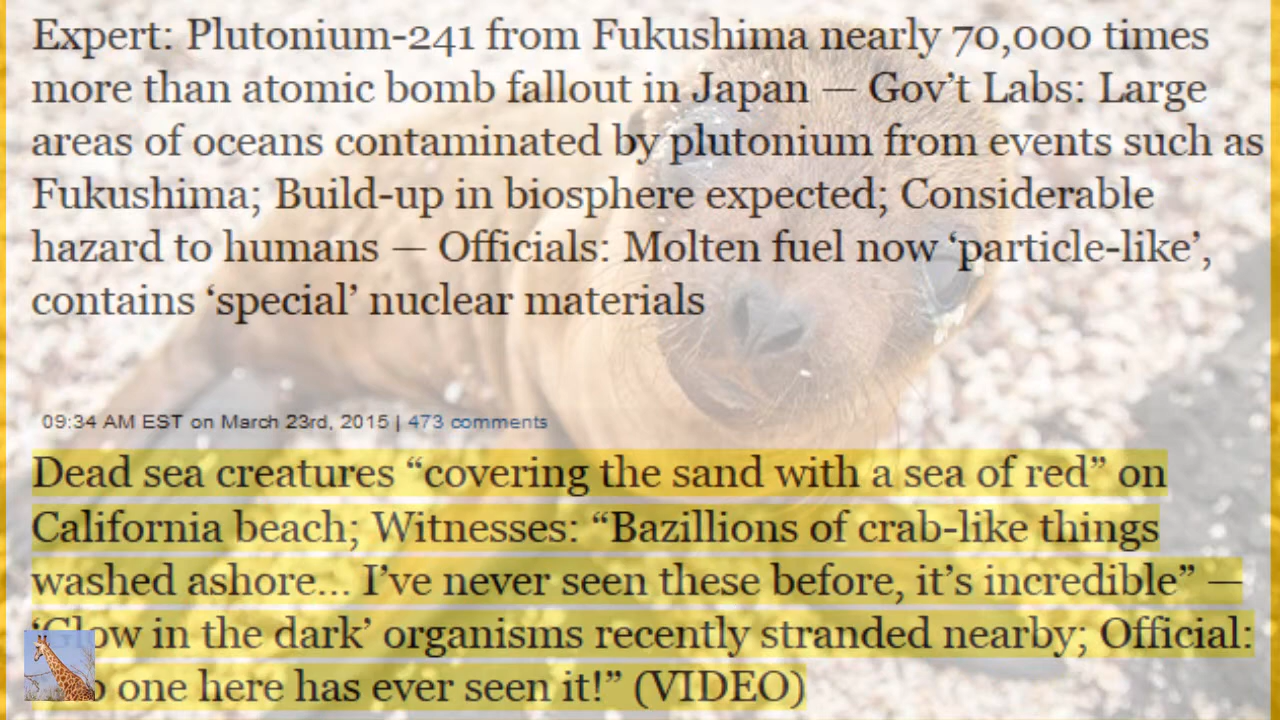 Expert: Plutonium-241 from Fukushima nearly 70,000 times
more than atomic bomb fallout in Japan — Gov’t Labs: Large
areas of oceans contaminated by plutonium from events such as
Fukushima; Build-up in biosphere expected; Considerable
hazard to humans — Officials: Molten fuel now ‘particle-like’,
contains ‘special’ nuclear materials
09:34 AM EST on March 23rd, 2015 | 473 comments
Dead sea creatures “covering the sand with a sea of red” on
California beach; Witnesses: “Bazillions of crab-like things
washed ashore… I’ve never seen these before, it’s incredible” —
‘Glow in the dark’ organisms recently stranded nearby; Official:
one here has ever seen it!” (VIDEO)